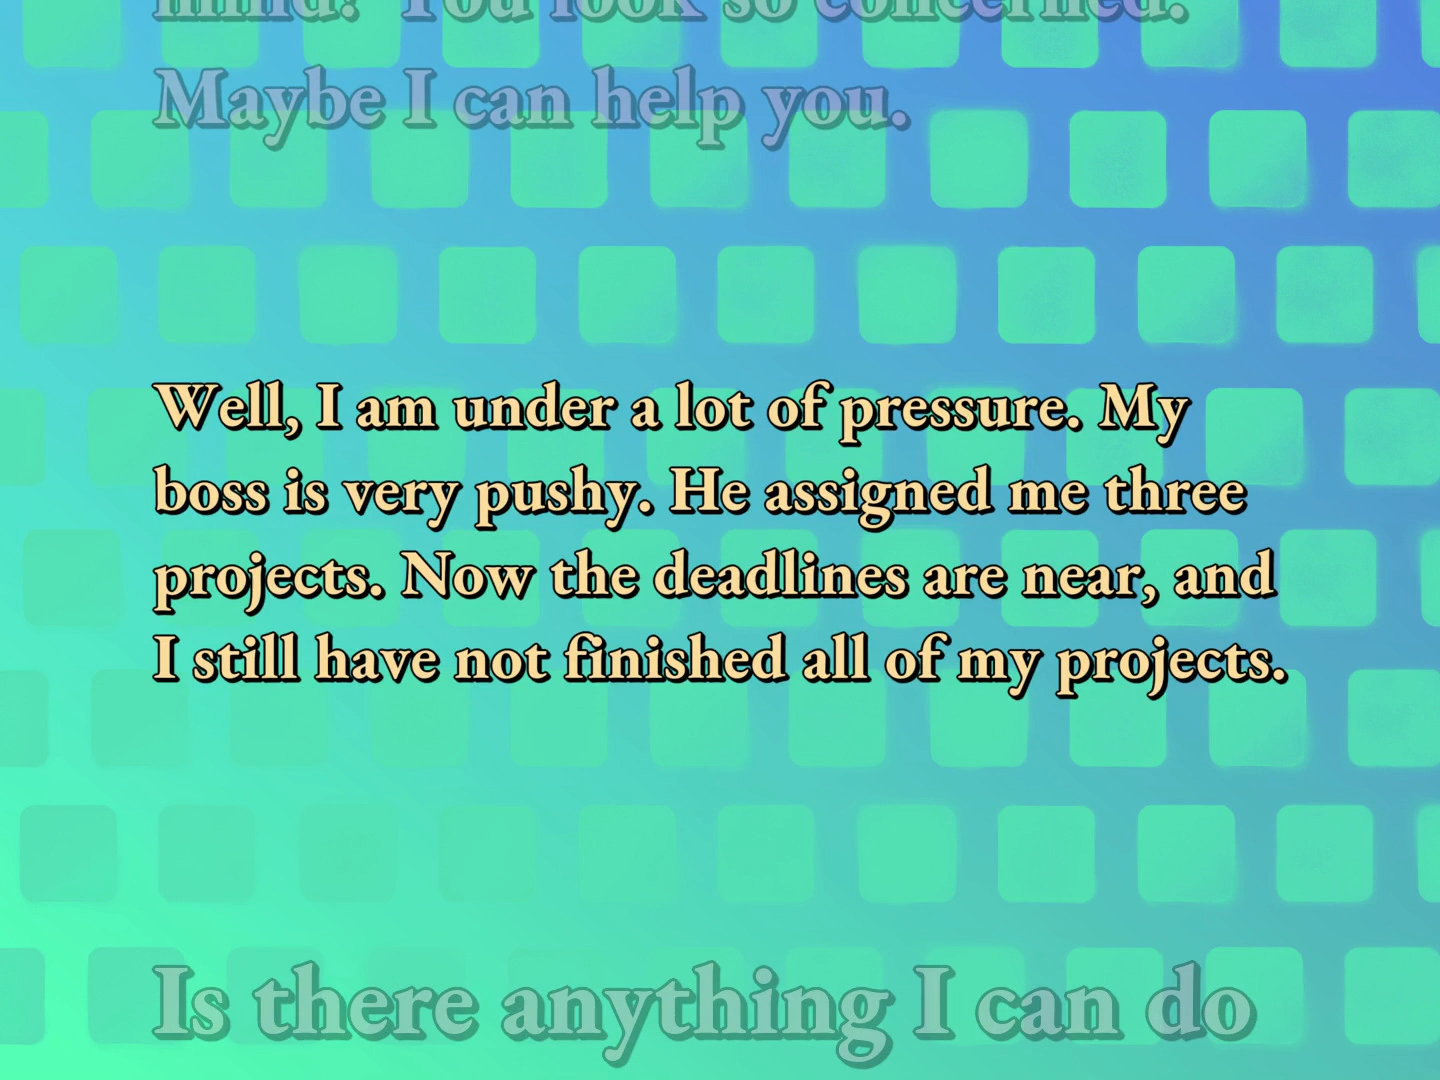 mind? You look so concerned.
Maybe I can help you.
Well, I am under a lot of pressure. My
boss is very pushy. He assigned me three
projects. Now the deadlines are near, and
I still have not finished all of my projects.
Is there anything I can do